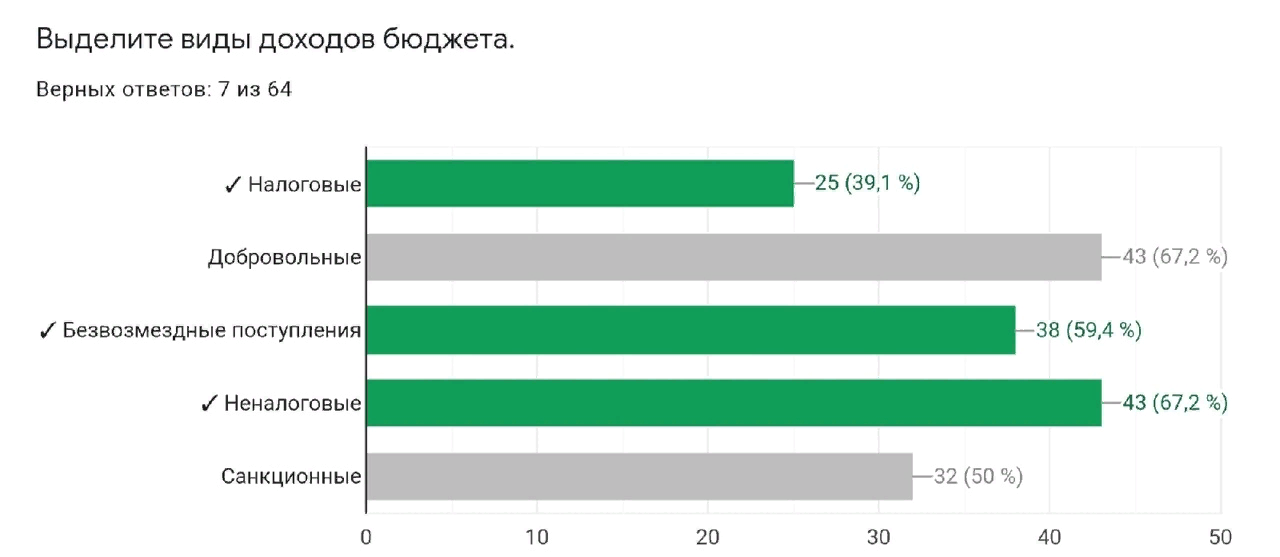 Выделите виды доходов бюджета.
Верных ответов: 7 из 64
✓ Налоговые 25 (39,1 %)
Добровольные 43 (67,2 %)
✓ Безвозмездные поступления 38 (59,4 %)
✓ Неналоговые 43 (67,2 %)
Санкционные 32 (50 %)
0 10 20 30 40 50